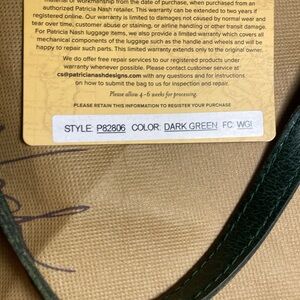 material or workmanship from the date of purchase, when purchased from an
authorized Patricia Nash retailer. This warranty can be extended to two years if
registered online. Our warranty is limited to damages not caused by normal wear and
tear over time, customer abuse or staining, or airline handling or other transit damage.
For Patricia Nash luggage items, we also provide a limited warranty which covers all
mechanical components of the luggage such as the handle and wheels and will be
happy to repair such parts. This limited warranty extends only to the original owner.
We do offer free repair services to our registered products under
warranty whenever possible. Please contact customer service at
cs@patricianashdesigns.com with any questions and for instructions
on how to submit the bag to us for inspection and repair.
Please allow 4-6 weeks for processing.
PLEASE RETAIN THIS INFORMATION TO REGISTER YOUR PURCHASE
STYLE: P82806 COLOR: DARK GREEN FC: WGI